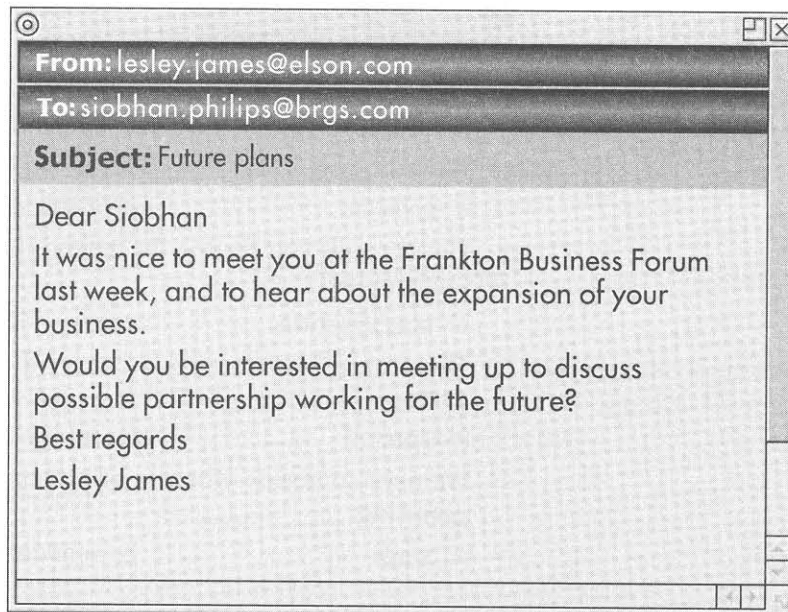 From: lesley.james@elson.com
To: siobhan.philips@brgs.com
Subject: Future plans
Dear Siobhan
It was nice to meet you at the Frankton Business Forum
last week, and to hear about the expansion of your
business.
Would you be interested in meeting up to discuss
possible partnership working for the future?
Best regards
Lesley James